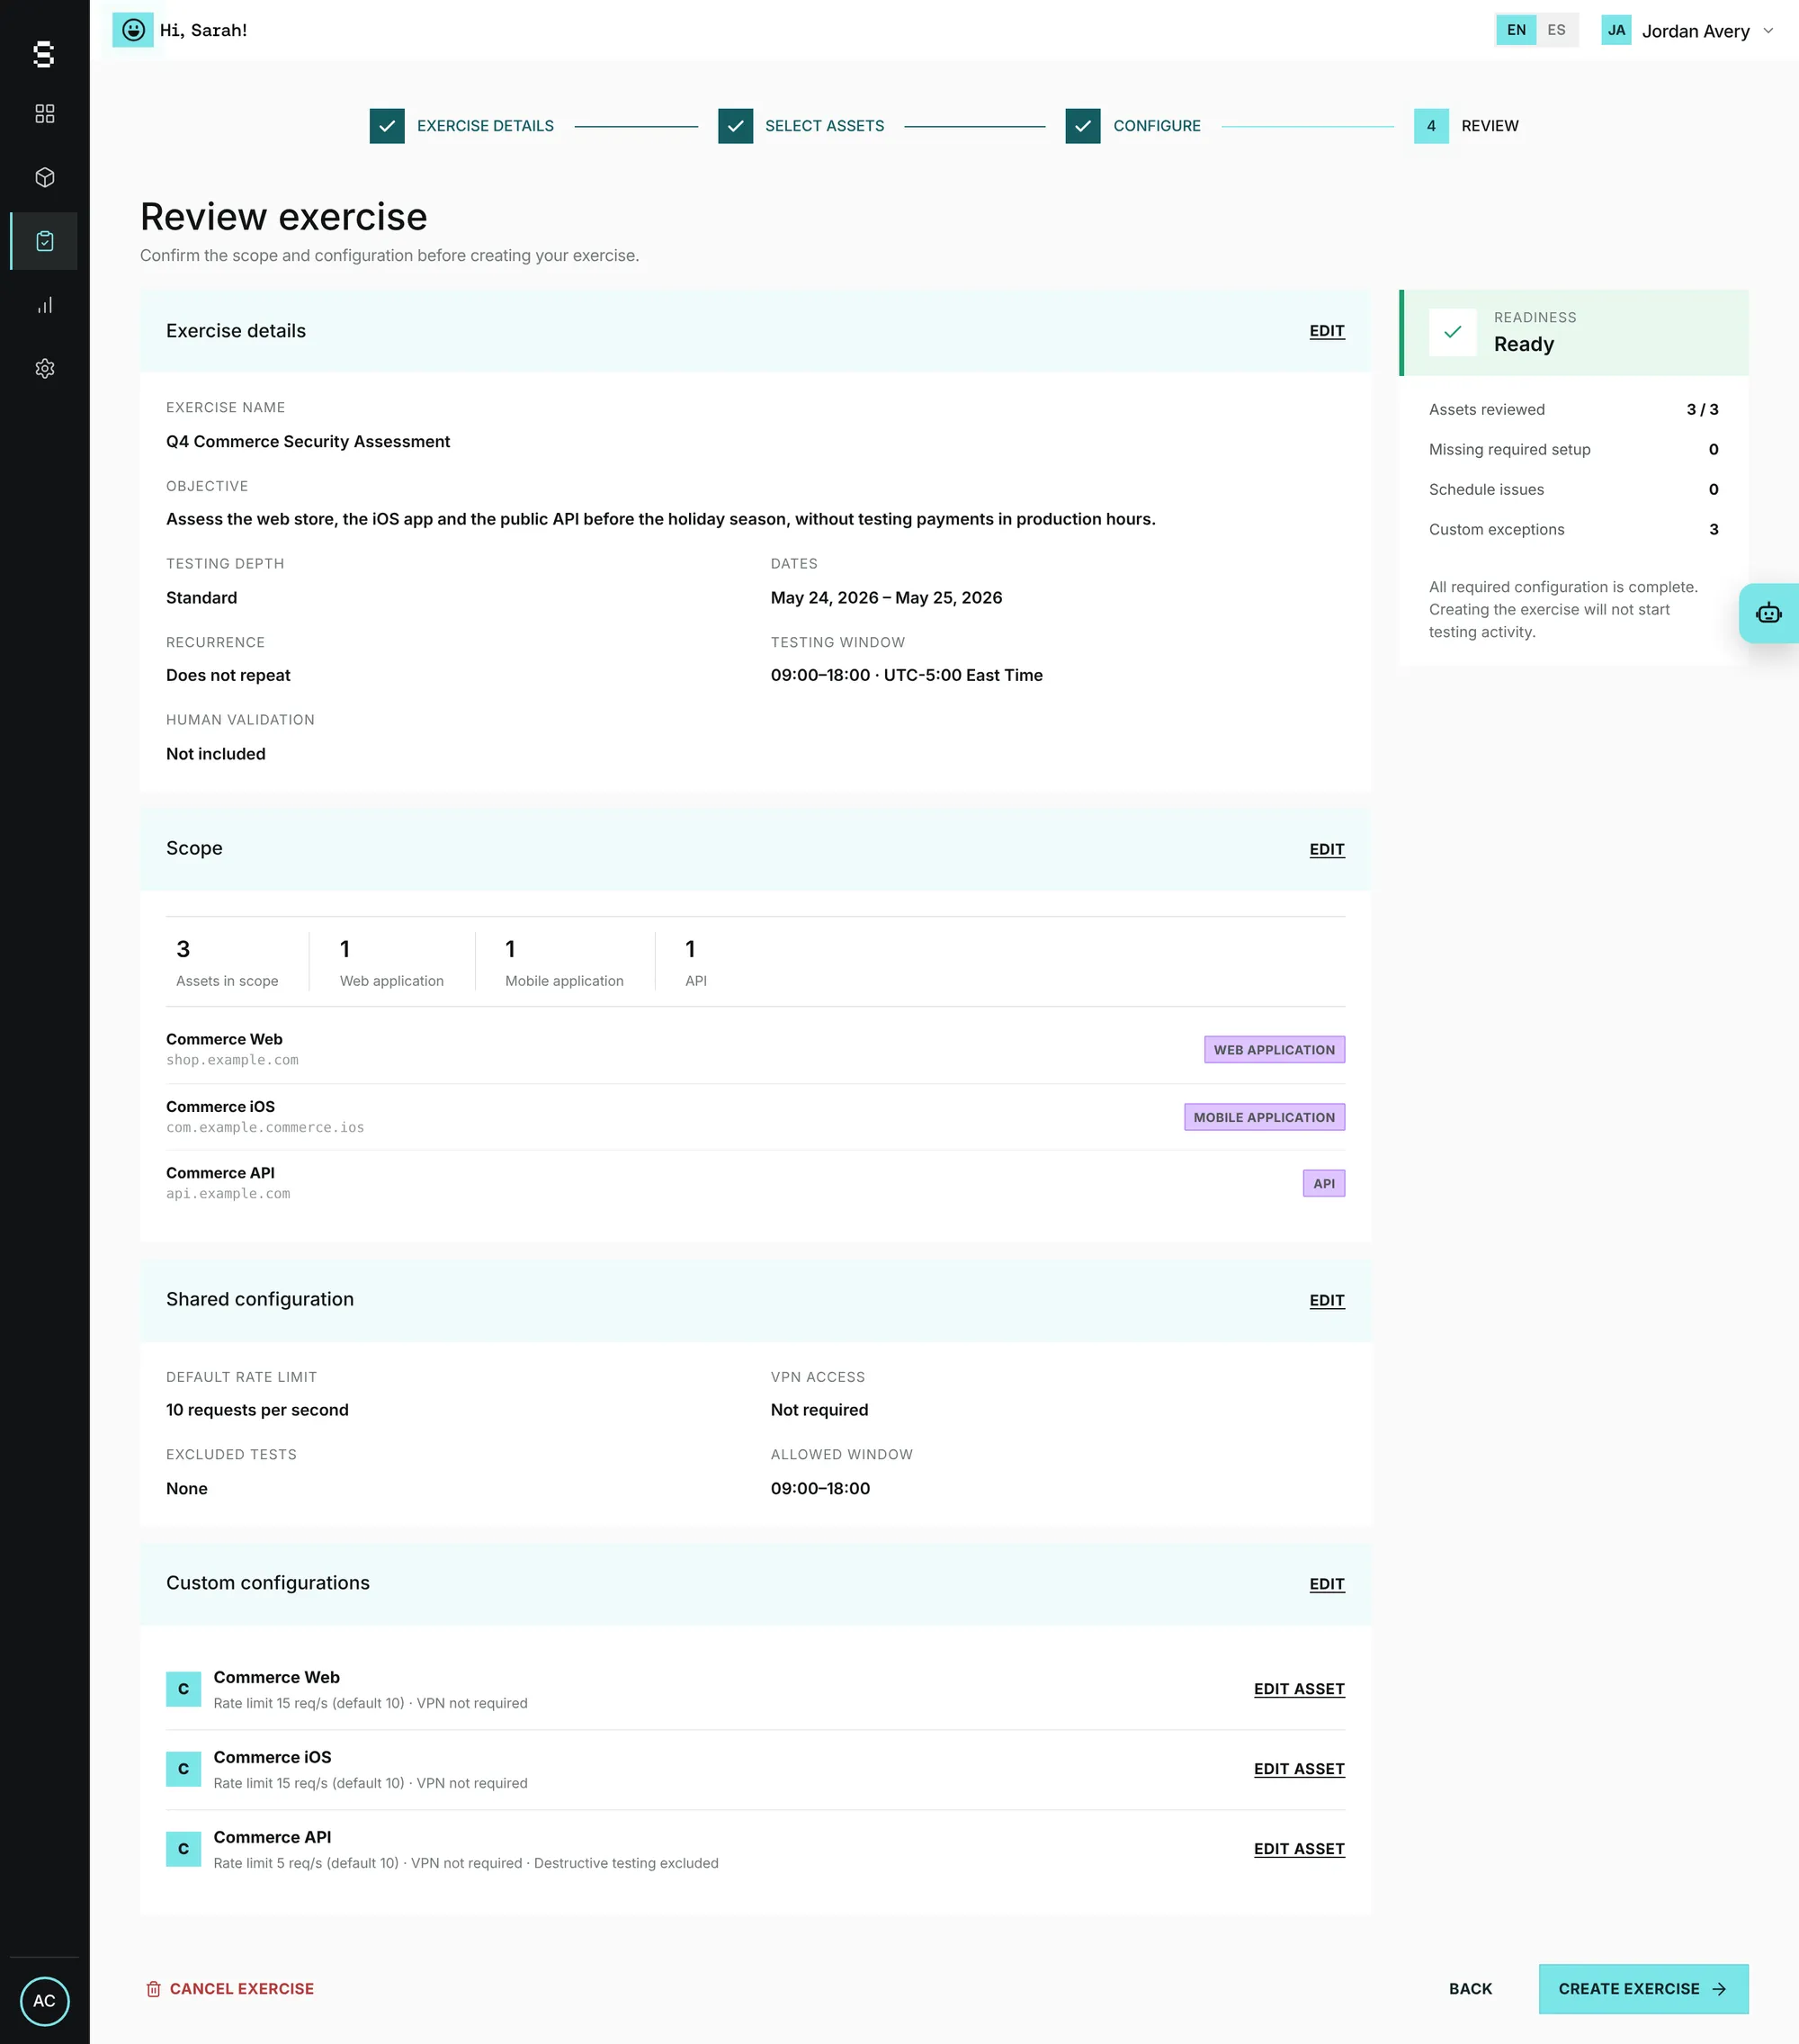 Hi, Sarah!
EN ES
JA Jordan Avery
EXERCISE DETAILS
SELECT ASSETS
CONFIGURE
4 REVIEW
Review exercise
Confirm the scope and configuration before creating your exercise.
Exercise details
EDIT
EXERCISE NAME
Q4 Commerce Security Assessment
OBJECTIVE
Assess the web store, the iOS app and the public API before the holiday season, without testing payments in production hours.
TESTING DEPTH
Standard
DATES
May 24, 2026 – May 25, 2026
RECURRENCE
Does not repeat
TESTING WINDOW
09:00–18:00 · UTC-5:00 East Time
HUMAN VALIDATION
Not included
READINESS
Ready
Assets reviewed 3 / 3
Missing required setup 0
Schedule issues 0
Custom exceptions 3
All required configuration is complete.
Creating the exercise will not start
testing activity.
Scope
EDIT
3
Assets in scope
1
Web application
1
Mobile application
1
API
Commerce Web
shop.example.com
WEB APPLICATION
Commerce iOS
com.example.commerce.ios
MOBILE APPLICATION
Commerce API
api.example.com
API
Shared configuration
EDIT
DEFAULT RATE LIMIT
10 requests per second
VPN ACCESS
Not required
EXCLUDED TESTS
None
ALLOWED WINDOW
09:00–18:00
Custom configurations
EDIT
C
Commerce Web
Rate limit 15 req/s (default 10) · VPN not required
EDIT ASSET
C
Commerce iOS
Rate limit 15 req/s (default 10) · VPN not required
EDIT ASSET
C
Commerce API
Rate limit 5 req/s (default 10) · VPN not required · Destructive testing excluded
EDIT ASSET
CANCEL EXERCISE
BACK
CREATE EXERCISE
AC